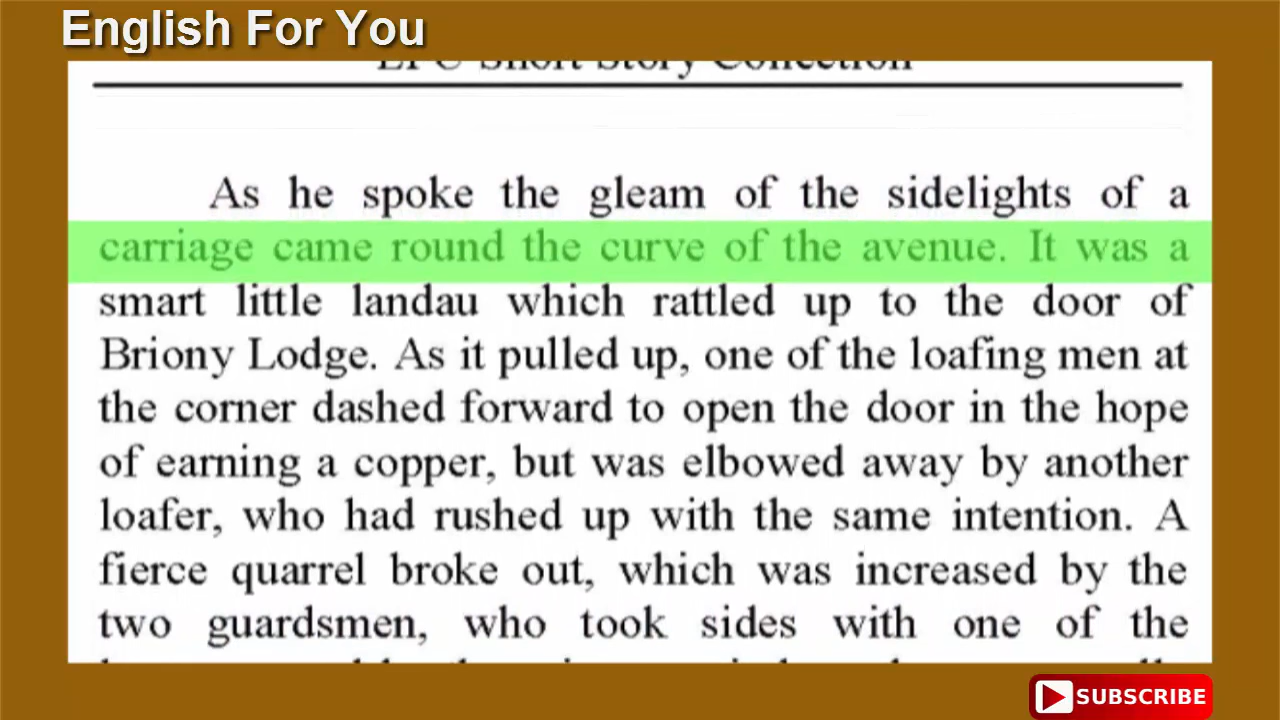 English For You
EFU Short Story Collection
As he spoke the gleam of the sidelights of a
carriage came round the curve of the avenue. It was a
smart little landau which rattled up to the door of
Briony Lodge. As it pulled up, one of the loafing men at
the corner dashed forward to open the door in the hope
of earning a copper, but was elbowed away by another
loafer, who had rushed up with the same intention. A
fierce quarrel broke out, which was increased by the
two guardsmen, who took sides with one of the
SUBSCRIBE